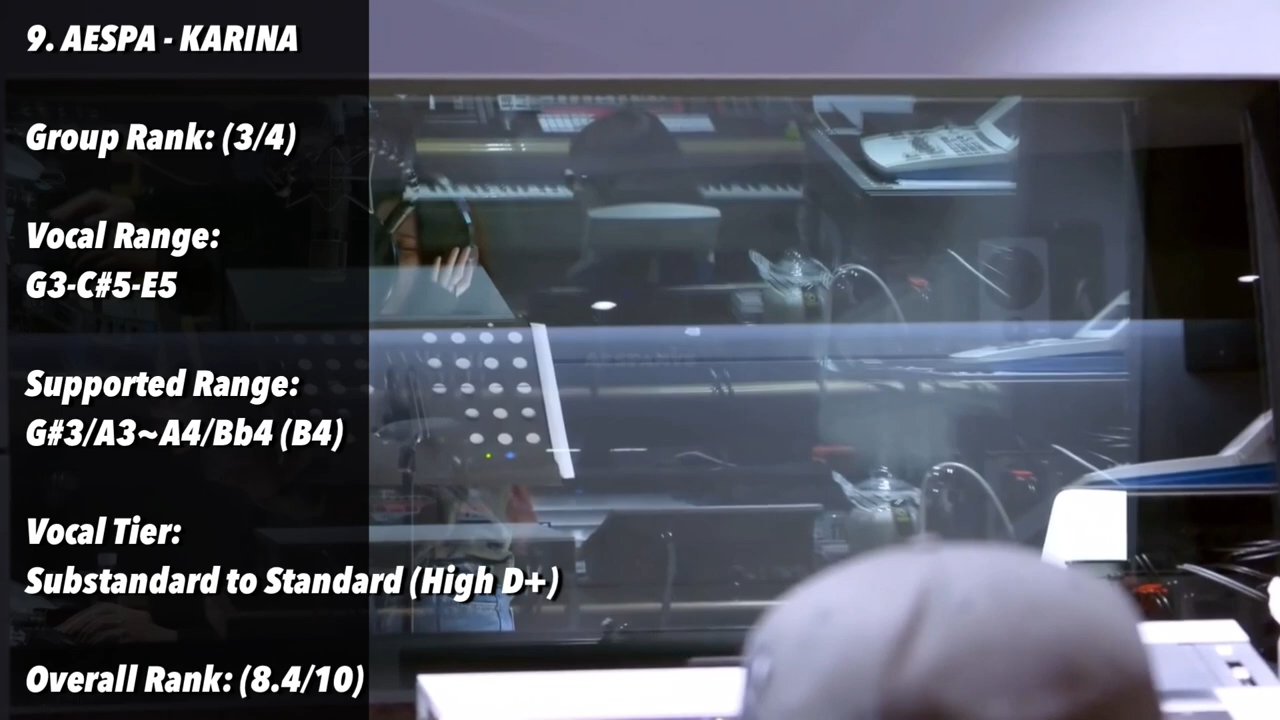 9. AESPA - KARINA
Group Rank: (3/4)
Vocal Range:
G3-C#5-E5
Supported Range:
G#3/A3~A4/Bb4 (B4)
Vocal Tier:
Substandard to Standard (High D+)
Overall Rank: (8.4/10)